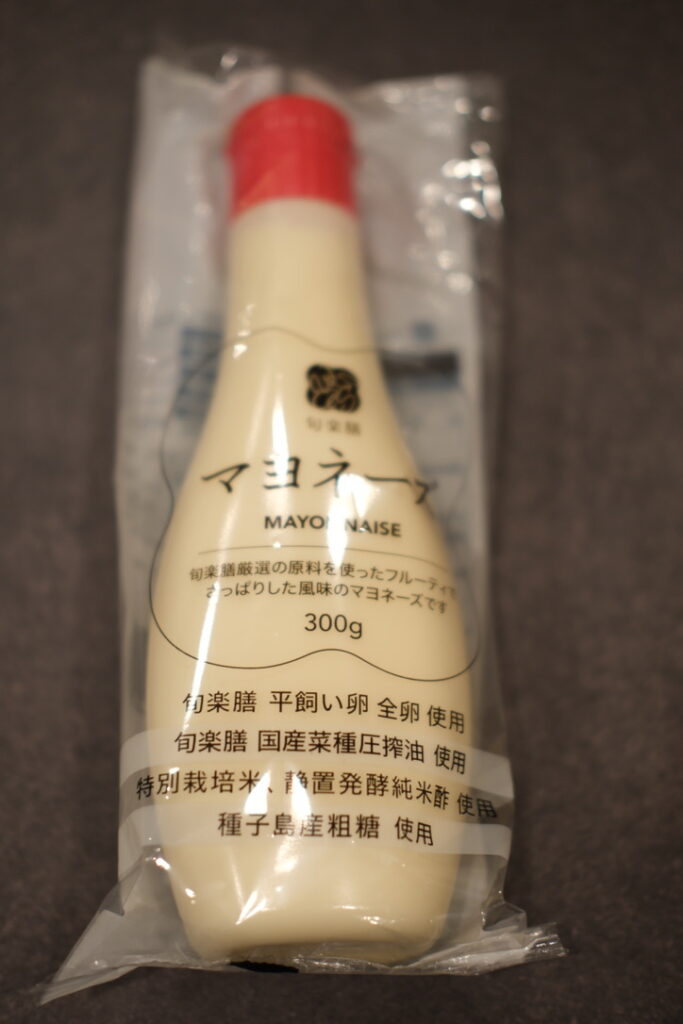 旬楽膳
マヨネーズ
MAYONNAISE
旬楽膳厳選の原料を使ったフルーティで
さっぱりした風味のマヨネーズです
300g
旬楽膳 平飼い卵 全卵 使用
旬楽膳 国産菜種圧搾油 使用
特別栽培米、静置発酵純米酢 使用
種子島産粗糖 使用